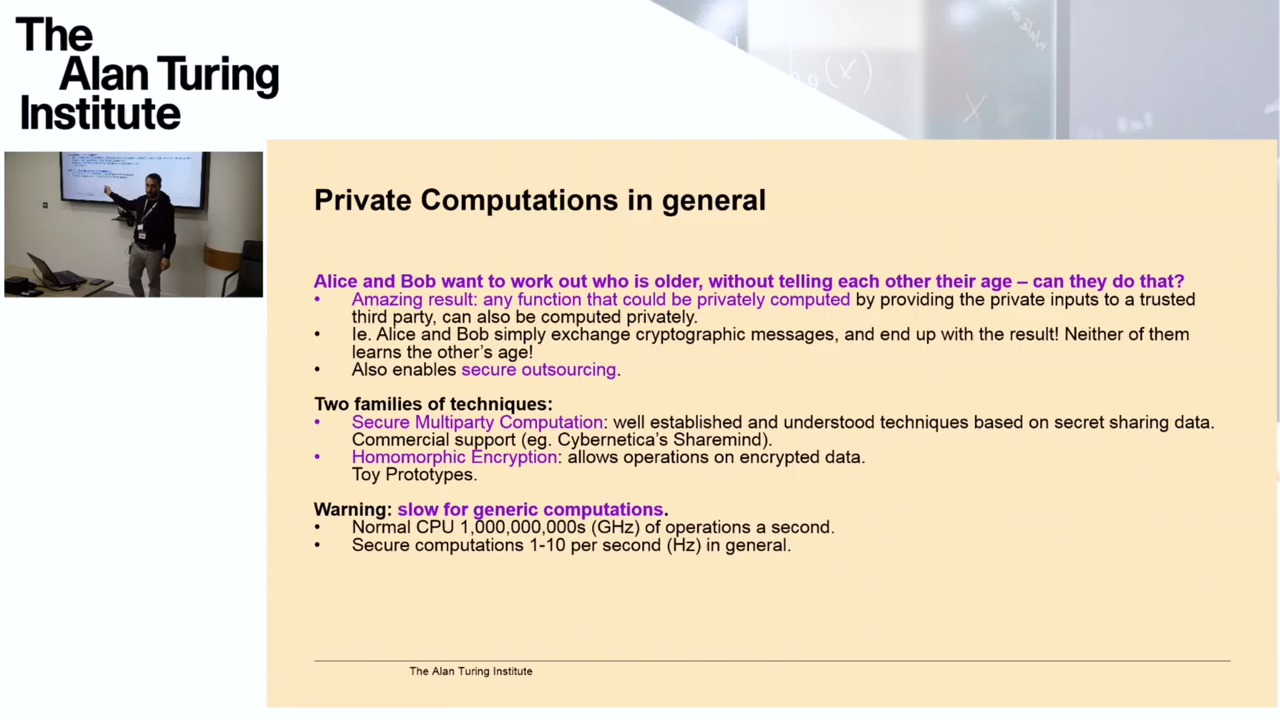 The
Alan Turing
Institute
Private Computations in general
Alice and Bob want to work out who is older, without telling each other their age – can they do that?
• Amazing result: any function that could be privately computed by providing the private inputs to a trusted
third party, can also be computed privately.
• Ie. Alice and Bob simply exchange cryptographic messages, and end up with the result! Neither of them
learns the other's age!
• Also enables secure outsourcing.
Two families of techniques:
• Secure Multiparty Computation: well established and understood techniques based on secret sharing data.
Commercial support (eg. Cybernetica's Sharemind).
• Homomorphic Encryption: allows operations on encrypted data.
Toy Prototypes.
Warning: slow for generic computations.
• Normal CPU 1,000,000,000s (GHz) of operations a second.
• Secure computations 1-10 per second (Hz) in general.
The Alan Turing Institute